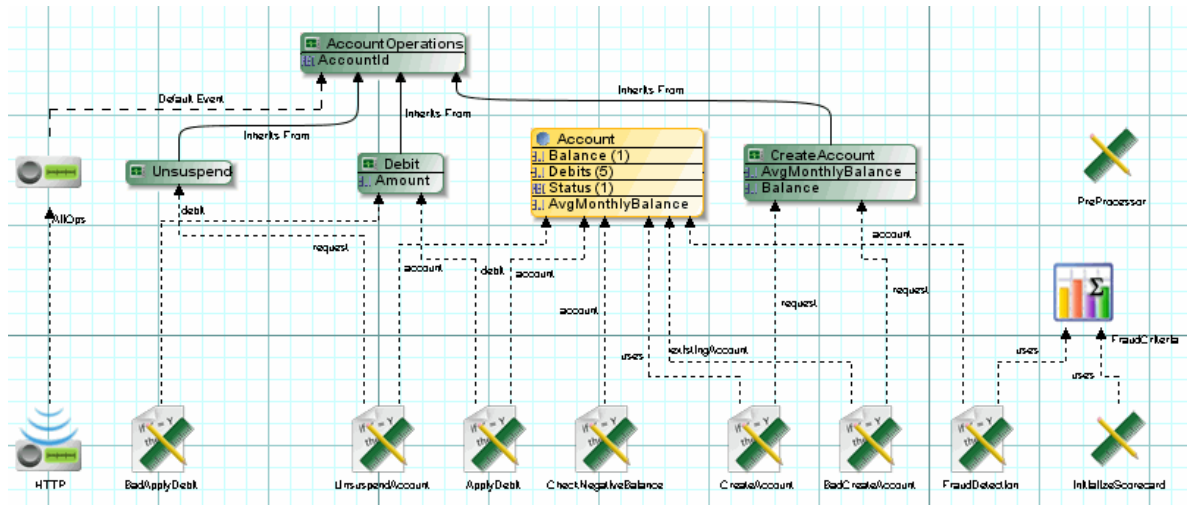 AccountOperations
AccountId
Default Event
Inherits From
Inherits From
Inherits From
Account
Balance (1)
Debits (5)
Status (1)
AvgMonthlyBalance
Unsuspend
Debit
Amount
CreateAccount
AvgMonthlyBalance
Balance
PreProcessor
AllOps
debit
request
account
debit
account
account
account
request
request
existingAccount
uses
uses
FraudCriteria
uses
HTTP
BadApplyDebit
UnsuspendAccount
ApplyDebit
CheckNegativeBalance
CreateAccount
BadCreateAccount
FraudDetection
InitializeScorecard